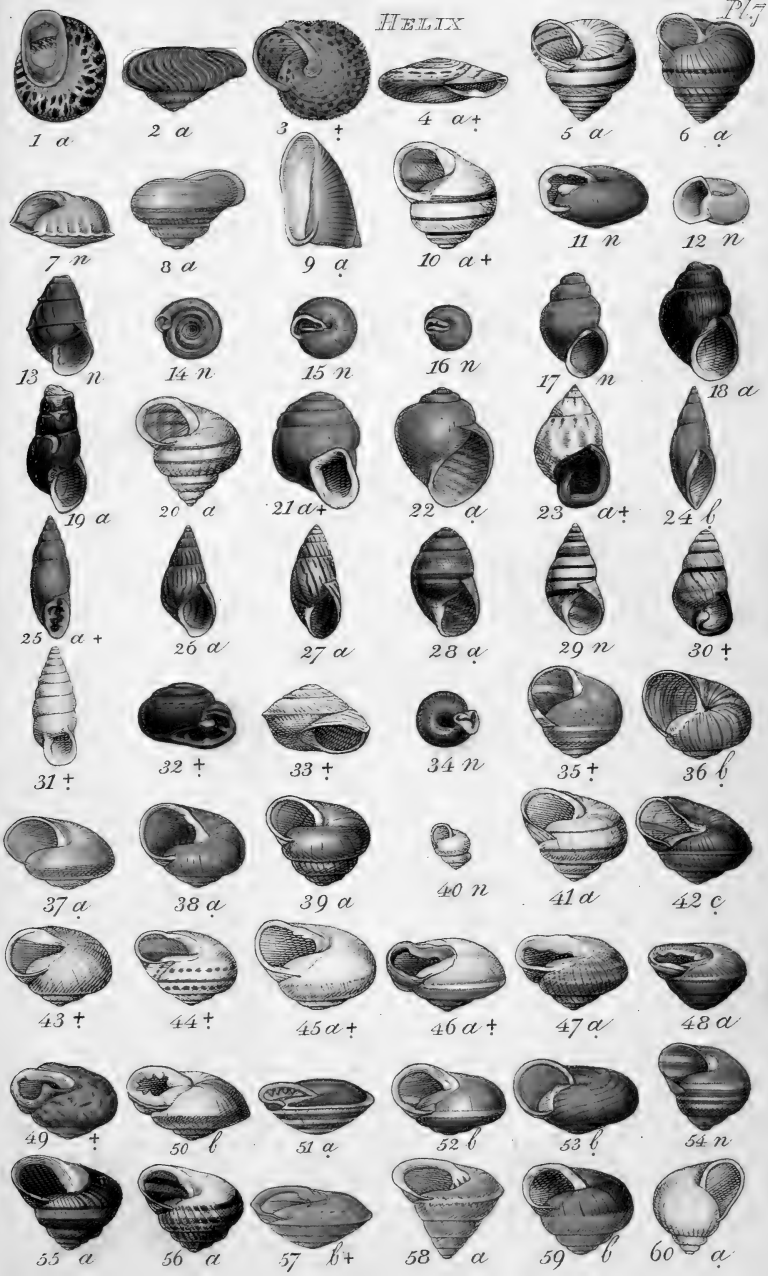 HELIX
Pl. 7
1 a
2 a
3 +
4 a +
5 a
6 a
7 n
8 a
9 a
10 a +
11 n
12 n
13 n
14 n
15 n
16 n
17 n
18 a
19 a
20 a
21 a +
22 a
23 a +
24 b
25 a +
26 a
27 a
28 a
29 n
30 +
31 +
32 +
33 +
34 n
35 +
36 b
37 a
38 a
39 a
40 n
41 a
42 c
43 +
44 +
45 a +
46 a +
47 a
48 a
49 +
50 b
51 a
52 b
53 b
54 n
55 a
56 a
57 b +
58 a
59 b
60 a